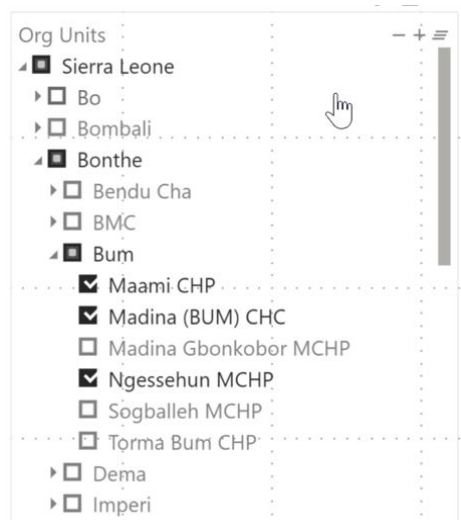 Org Units
Sierra Leone
Bo
Bombali
Bonthe
Bendu Cha
BMC
Bum
Maami CHP
Madina (BUM) CHC
Madina Gbonkobor MCHP
Ngessehun MCHP
Sogballeh MCHP
Torma Bum CHP
Dema
Imperi